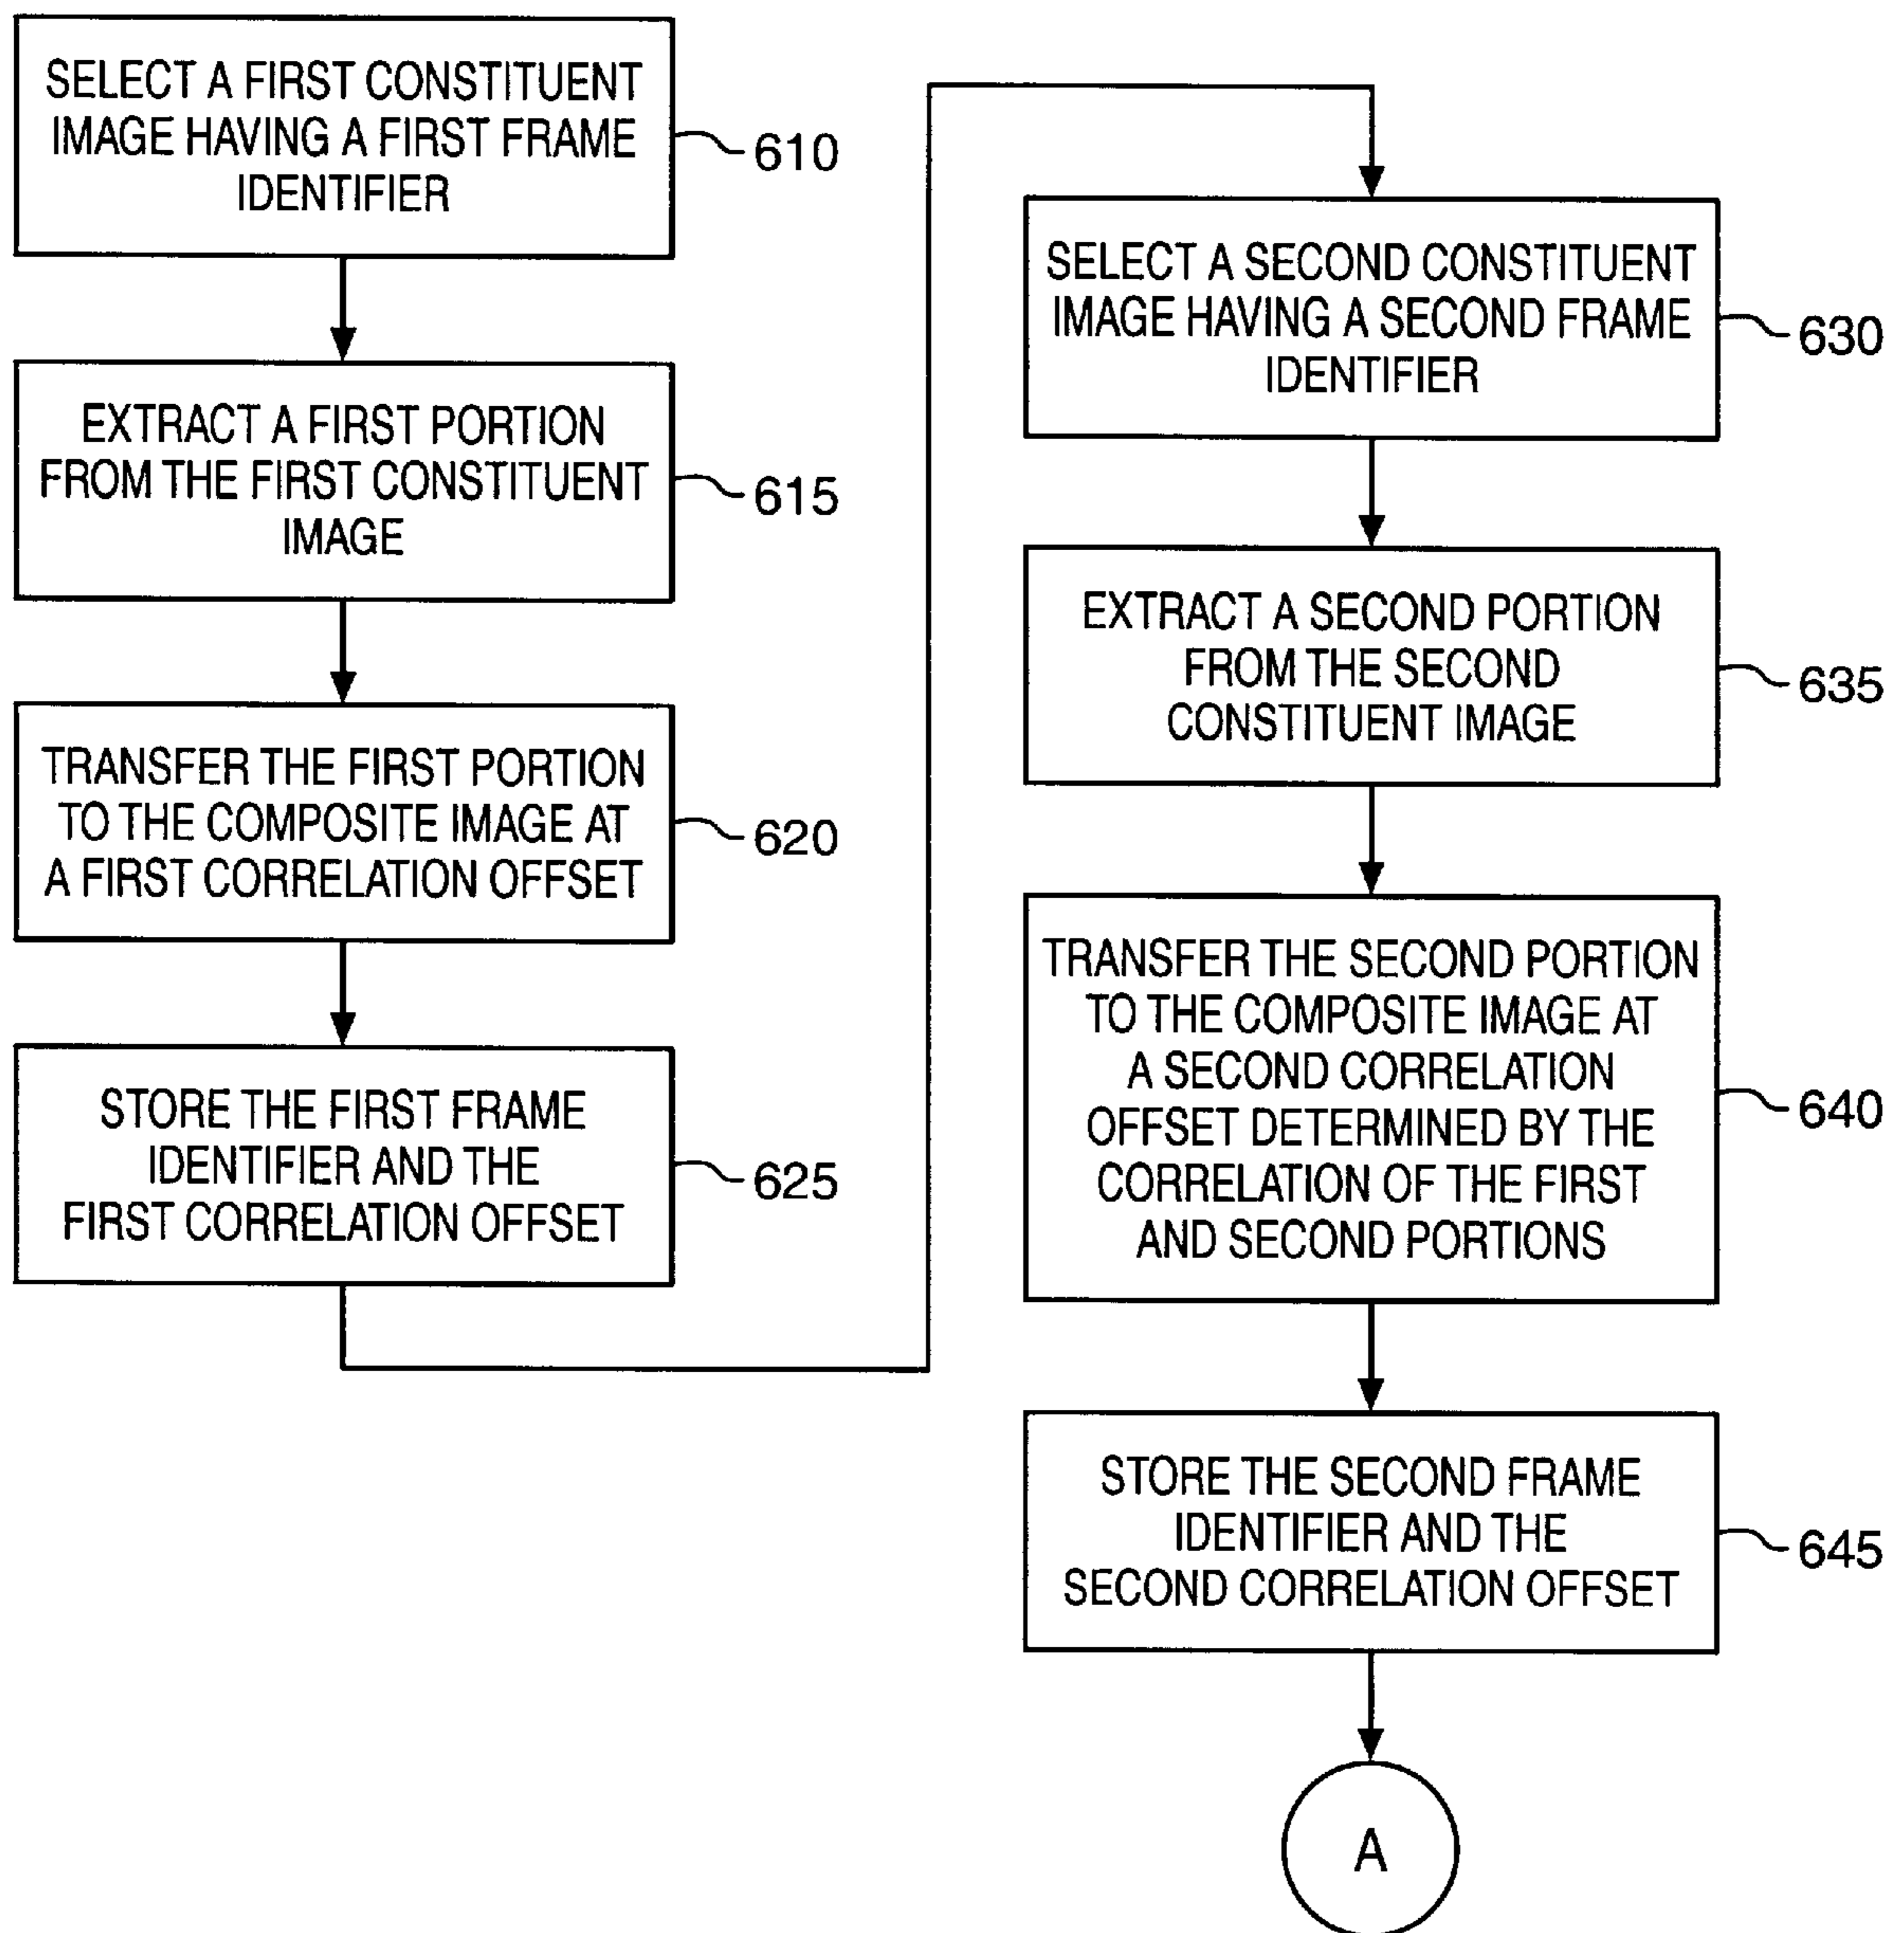 SELECT A FIRST CONSTITUENT
IMAGE HAVING A FIRST FRAME
IDENTIFIER
610
EXTRACT A FIRST PORTION
FROM THE FIRST CONSTITUENT
IMAGE
615
TRANSFER THE FIRST PORTION
TO THE COMPOSITE IMAGE AT
A FIRST CORRELATION OFFSET
620
STORE THE FIRST FRAME
IDENTIFIER AND THE
FIRST CORRELATION OFFSET
625
SELECT A SECOND CONSTITUENT
IMAGE HAVING A SECOND FRAME
IDENTIFIER
630
EXTRACT A SECOND PORTION
FROM THE SECOND
CONSTITUENT IMAGE
635
TRANSFER THE SECOND PORTION
TO THE COMPOSITE IMAGE AT
A SECOND CORRELATION
OFFSET DETERMINED BY THE
CORRELATION OF THE FIRST
AND SECOND PORTIONS
640
STORE THE SECOND FRAME
IDENTIFIER AND THE
SECOND CORRELATION OFFSET
645
A